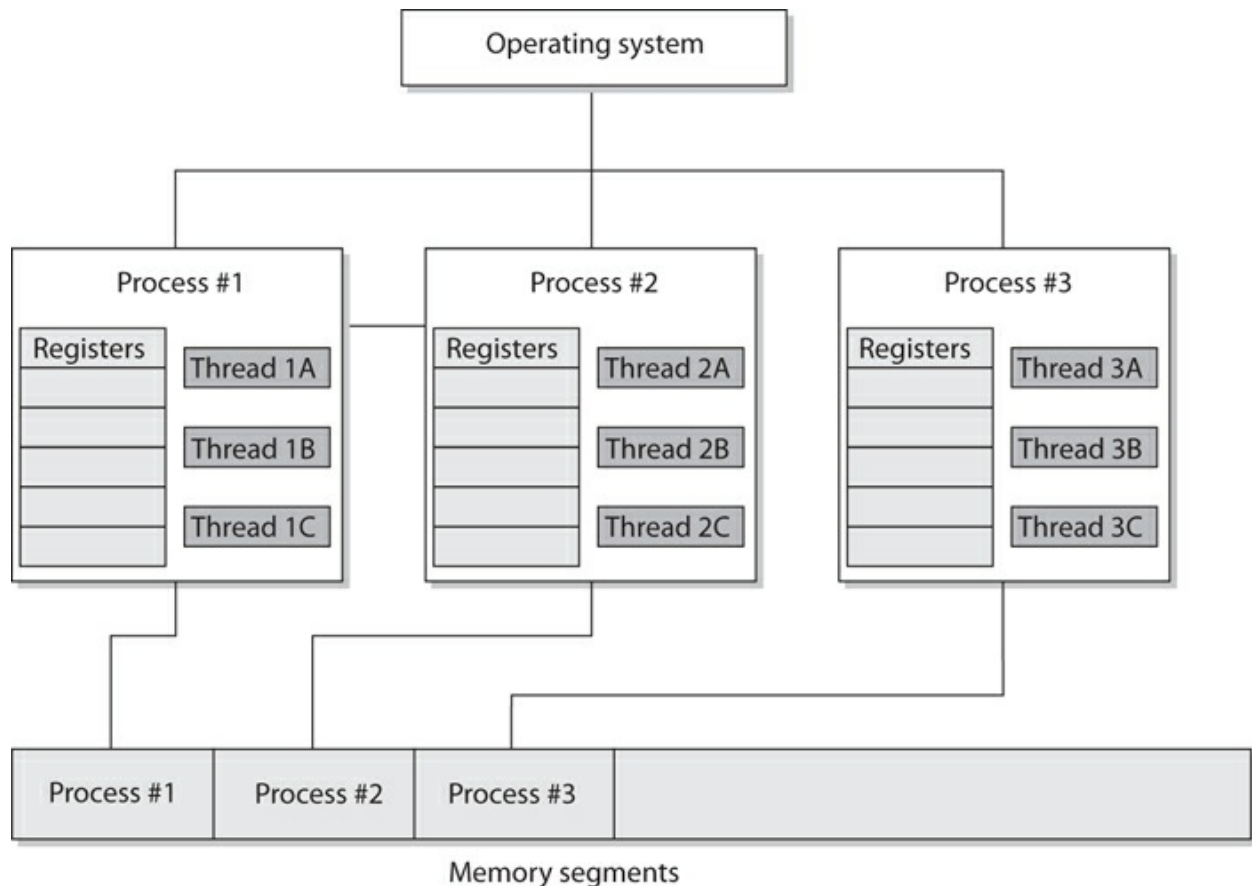 Operating system
Process #1
Process #2
Process #3
Registers
Thread 1A
Thread 1B
Thread 1C
Registers
Thread 2A
Thread 2B
Thread 2C
Registers
Thread 3A
Thread 3B
Thread 3C
Process #1
Process #2
Process #3
Memory segments